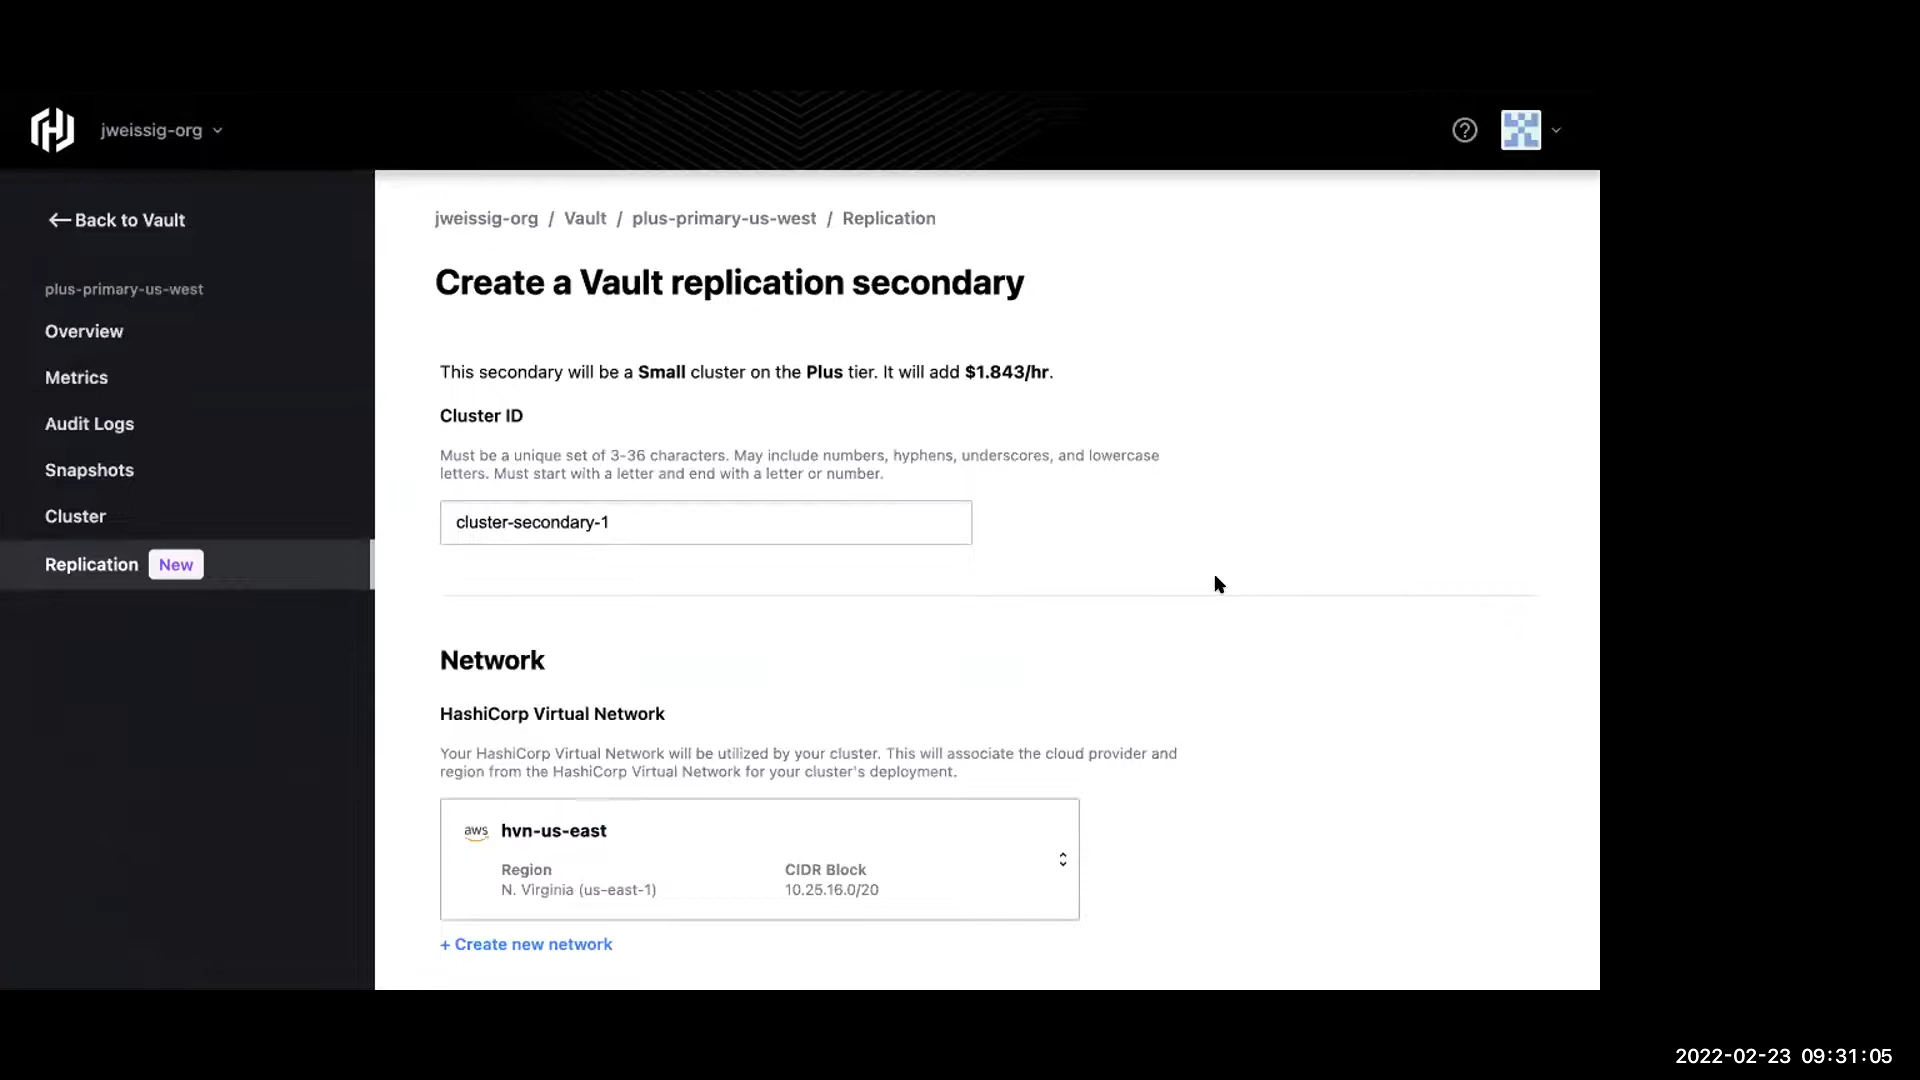 jweissig-org
← Back to Vault
plus-primary-us-west
Overview
Metrics
Audit Logs
Snapshots
Cluster
Replication New
jweissig-org / Vault / plus-primary-us-west / Replication
Create a Vault replication secondary
This secondary will be a Small cluster on the Plus tier. It will add $1.843/hr.
Cluster ID
Must be a unique set of 3-36 characters. May include numbers, hyphens, underscores, and lowercase
letters. Must start with a letter and end with a letter or number.
cluster-secondary-1
Network
HashiCorp Virtual Network
Your HashiCorp Virtual Network will be utilized by your cluster. This will associate the cloud provider and
region from the HashiCorp Virtual Network for your cluster's deployment.
aws hvn-us-east
Region CIDR Block
N. Virginia (us-east-1) 10.25.16.0/20
+ Create new network
2022-02-23 09:31:05